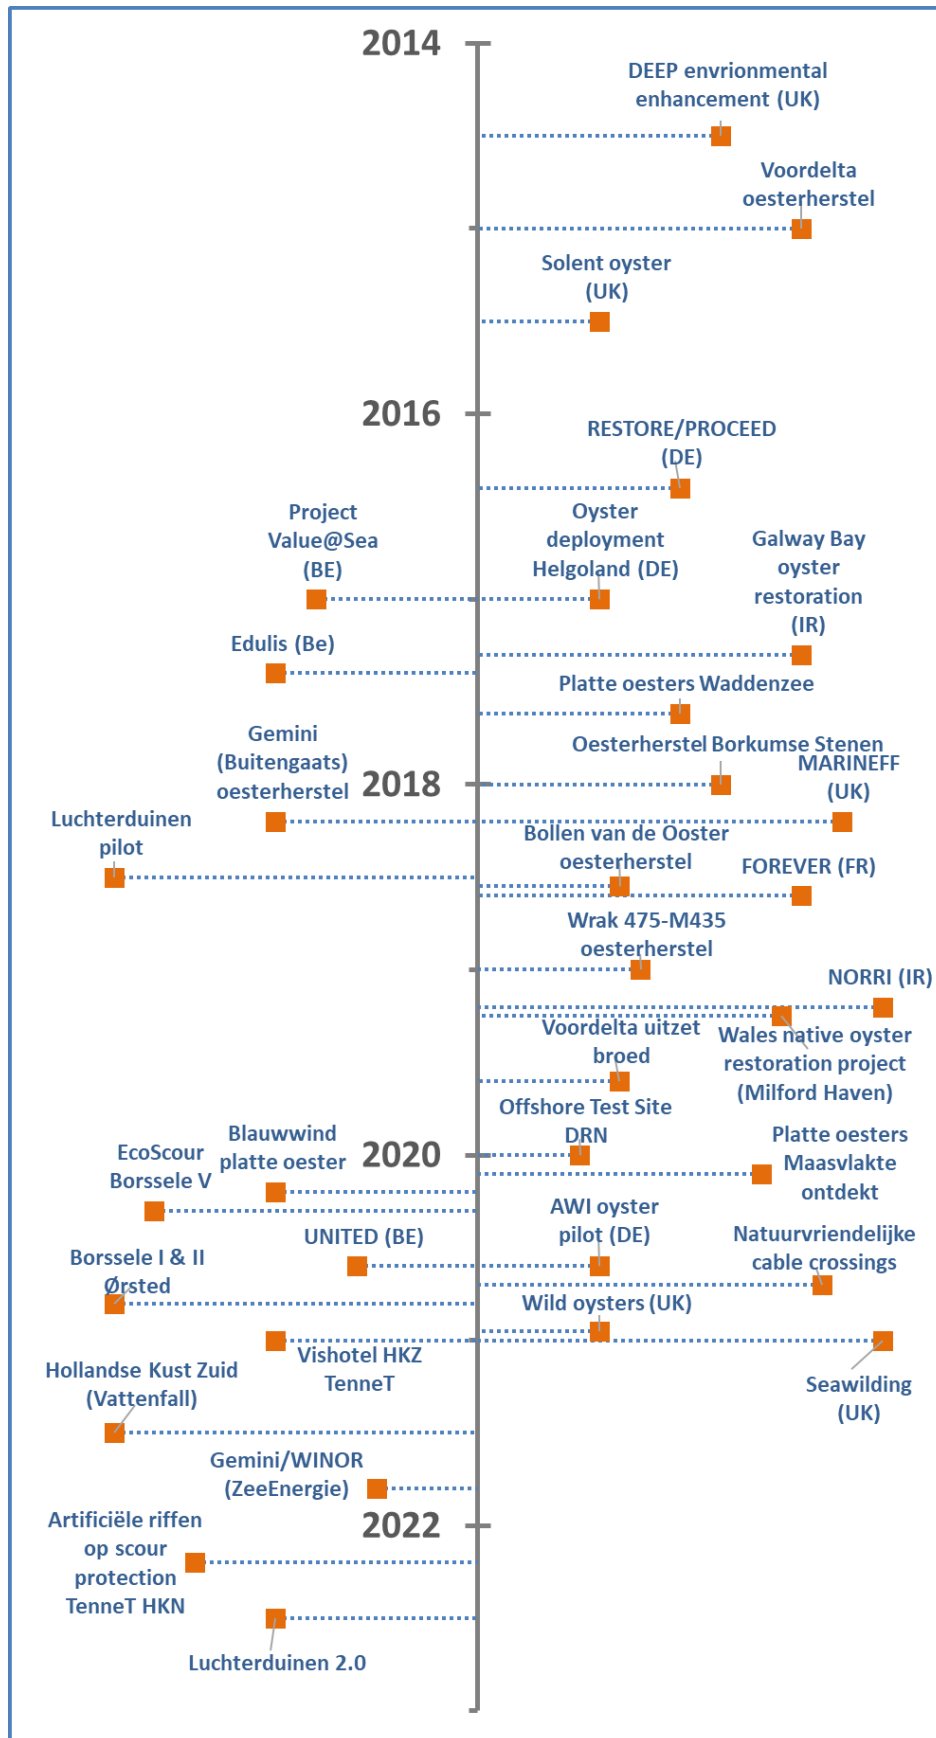 2014
DEEP envrionmental
enhancement (UK)
Voordelta
oesterherstel
Solent oyster
(UK)
2016
RESTORE/PROCEED
(DE)
Project
Value@Sea
(BE)
Oyster
deployment
Helgoland (DE)
Galway Bay
oyster
restoration
(IR)
Edulis (Be)
Platte oesters Waddenzee
Gemini
(Buitengaats)
oesterherstel
Oesterherstel Borkumse Stenen
2018
MARINEFF
(UK)
Luchterduinen
pilot
Bollen van de Ooster
oesterherstel
FOREVER (FR)
Wrak 475-M435
oesterherstel
NORRI (IR)
Wales native oyster
restoration project
(Milford Haven)
Voordelta uitzet
broed
Offshore Test Site
DRN
2020
Blauwwind
platte oester
EcoScour
Borssele V
Platte oesters
Maasvlakte
ontdekt
UNITED (BE)
AWI oyster
pilot (DE)
Natuurvriendelijke
cable crossings
Borssele I & II
Ørsted
Wild oysters (UK)
Vishotel HKZ
TenneT
Seawilding
(UK)
Hollandse Kust Zuid
(Vattenfall)
Gemini/WINOR
(ZeeEnergie)
2022
Artificiële riffen
op scour
protection
TenneT HKN
Luchterduinen 2.0